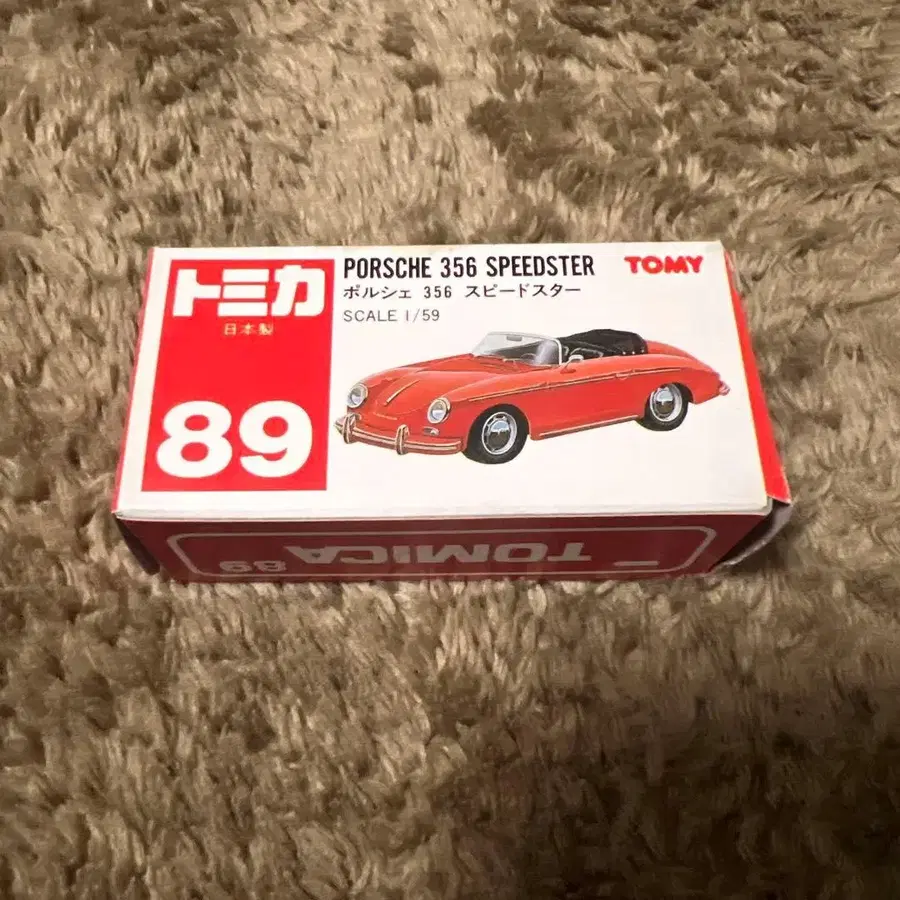 トミカ
日本製
89
PORSCHE 356 SPEEDSTER
ポルシェ 356 スピードスター
SCALE 1/59
TOMY
TOMICA
89